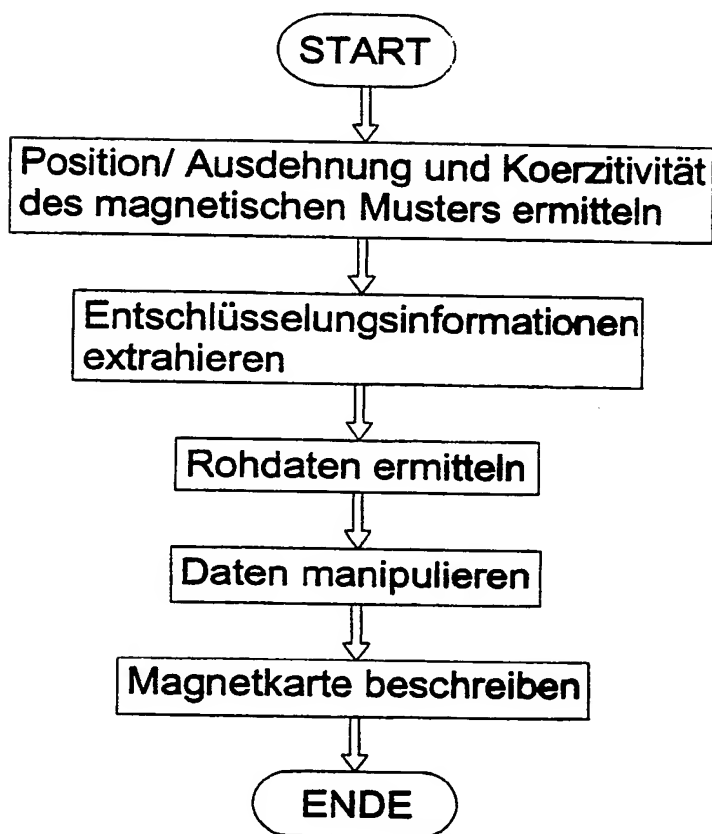 START
Position/ Ausdehnung und Koerzitivität
des magnetischen Musters ermitteln
Entschlüsselungsinformationen
extrahieren
Rohdaten ermitteln
Daten manipulieren
Magnetkarte beschreiben
ENDE